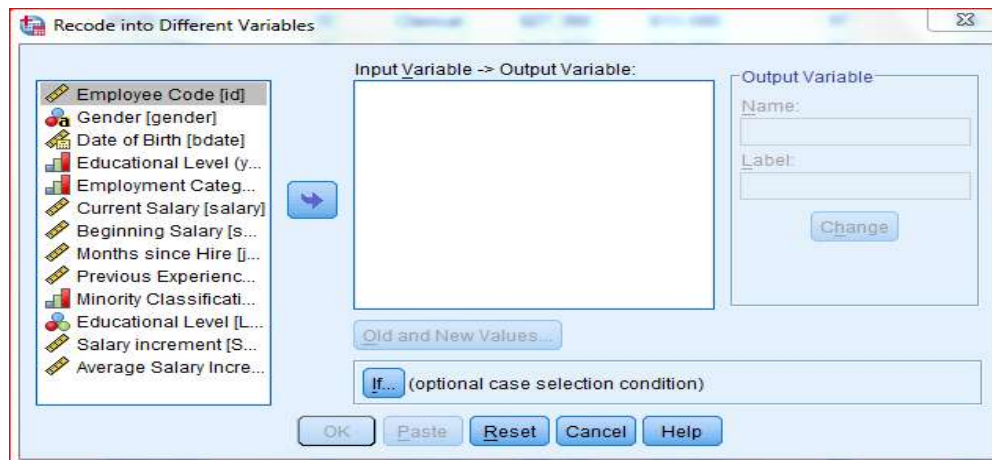 Recode into Different Variables
Employee Code [id]
Gender [gender]
Date of Birth [bdate]
Educational Level (y...
Employment Categ...
Current Salary [salary]
Beginning Salary [s...
Months since Hire [j...
Previous Experienc...
Minority Classificati...
Educational Level [L...
Salary increment [S...
Average Salary Incre...
Input Variable -> Output Variable:
Old and New Values...
If... (optional case selection condition)
Output Variable
Name:
Label:
Change
OK Paste Reset Cancel Help